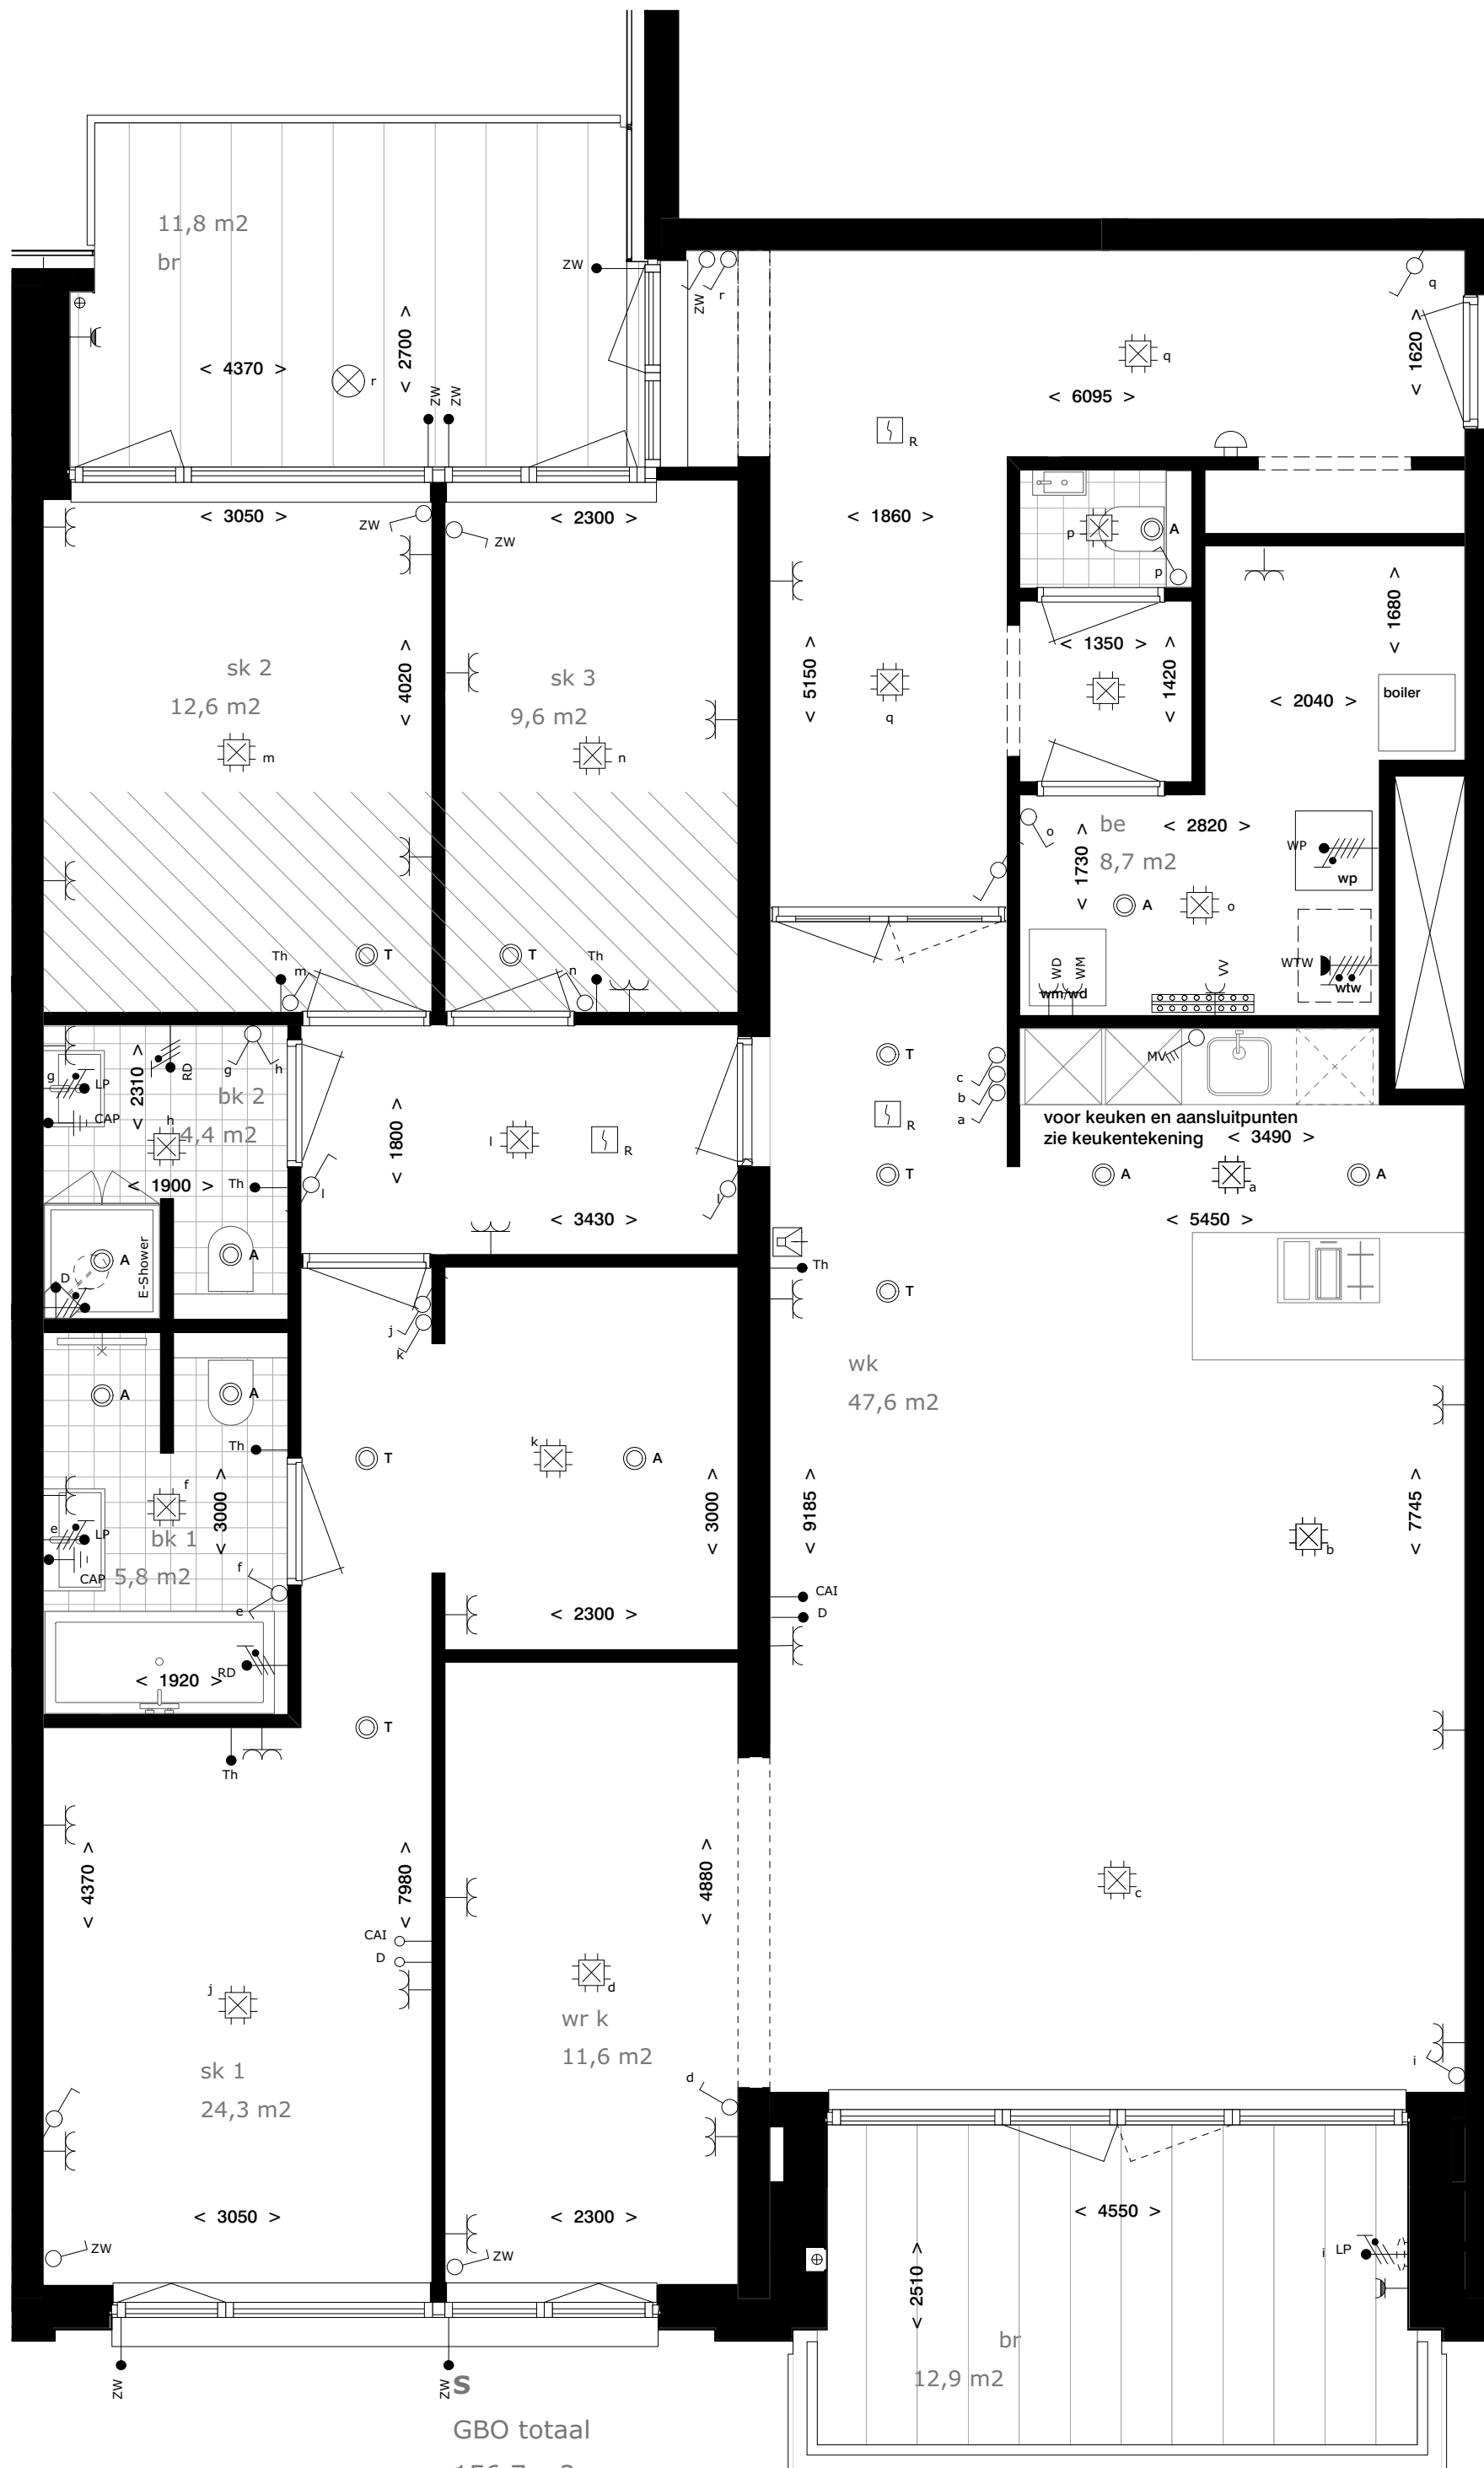 11,8 m2
br
ZW
ZW
r
q
< 4370 >
< 2700 >
r
ZW
ZW
q
< 6095 >
< 1620 >
R
< 3050 >
ZW
ZW
< 2300 >
< 1860 >
p
A
p
< 1680 >
sk 2
12,6 m2
< 4020 >
sk 3
9,6 m2
< 5150 >
< 1350 >
< 1420 >
< 2040 >
boiler
m
n
q
be
8,7 m2
< 2820 >
o
< 1730 >
WP
wp
A
o
Th
m
T
T
n
Th
WD
WM
wm/wd
VV
WTW
wtw
g
LP
CAP
< 2310 >
RD
g
h
bk 2
4,4 m2
h
< 1900 >
Th
< 1800 >
l
R
l
l
< 3430 >
T
c
b
a
R
MV
voor keuken en aansluitpunten
zie keukentekening
< 3490 >
T
A
a
A
< 5450 >
D
A
E-Shower
A
j
k
Th
T
wk
47,6 m2
A
A
Th
T
k
A
f
e
LP
CAP
bk 1
5,8 m2
< 3000 >
f
e
< 3000 >
< 9185 >
< 7745 >
b
CAI
D
< 2300 >
< 1920 >
RD
T
Th
< 4370 >
< 7980 >
< 4880 >
c
CAI
D
j
d
sk 1
24,3 m2
wr k
11,6 m2
d
i
< 3050 >
ZW
< 2300 >
ZW
< 4550 >
< 2510 >
i
LP
br
12,9 m2
ZW
ZW
s
GBO totaal